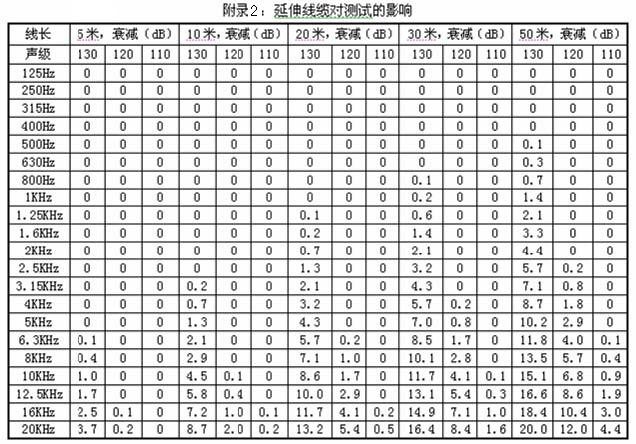 附录2：延伸线缆对测试的影响
线长 5米，衰减(dB) 10米，衰减(dB) 20米，衰减(dB) 30米，衰减(dB) 50米，衰减(dB)
声级 130 120 110 130 120 110 130 120 110 130 120 110 130 120 110
125Hz 0 0 0 0 0 0 0 0 0 0 0 0 0 0 0
250Hz 0 0 0 0 0 0 0 0 0 0 0 0 0 0 0
315Hz 0 0 0 0 0 0 0 0 0 0 0 0 0 0 0
400Hz 0 0 0 0 0 0 0 0 0 0 0 0 0 0 0
500Hz 0 0 0 0 0 0 0 0 0 0 0 0 0.1 0 0
630Hz 0 0 0 0 0 0 0 0 0 0 0 0 0.3 0 0
800Hz 0 0 0 0 0 0 0 0 0 0.1 0 0 0.7 0 0
1KHz 0 0 0 0 0 0 0 0 0 0.2 0 0 1.4 0 0
1.25KHz 0 0 0 0 0 0 0.1 0 0 0.6 0 0 2.1 0 0
1.6KHz 0 0 0 0 0 0 0.2 0 0 1.4 0 0 3.3 0 0
2KHz 0 0 0 0 0 0 0.7 0 0 2.1 0 0 4.4 0 0
2.5KHz 0 0 0 0 0 0 1.3 0 0 3.2 0 0 5.7 0.2 0
3.15KHz 0 0 0 0.2 0 0 2.1 0 0 4.3 0 0 7.1 0.8 0
4KHz 0 0 0 0.7 0 0 3.2 0 0 5.7 0.2 0 8.7 1.8 0
5KHz 0 0 0 1.3 0 0 4.3 0 0 7.0 0.8 0 10.2 2.9 0
6.3KHz 0.1 0 0 2.1 0 0 5.7 0.2 0 8.5 1.7 0 11.8 4.0 0.1
8KHz 0.4 0 0 2.9 0 0 7.1 1.0 0 10.1 2.8 0 13.5 5.7 0.4
10KHz 1.0 0 0 4.5 0.1 0 8.6 1.7 0 11.7 4.1 0.1 15.1 6.8 0.9
12.5KHz 1.7 0 0 5.8 0.4 0 10.0 2.9 0 13.1 5.4 0.3 16.6 8.6 1.9
16KHz 2.5 0.1 0 7.2 1.0 0.1 11.7 4.1 0.2 14.9 7.1 1.0 18.4 10.4 3.0
20KHz 3.7 0.2 0 8.7 2.0 0.2 13.2 5.4 0.5 16.4 8.4 1.6 20.0 12.0 4.4